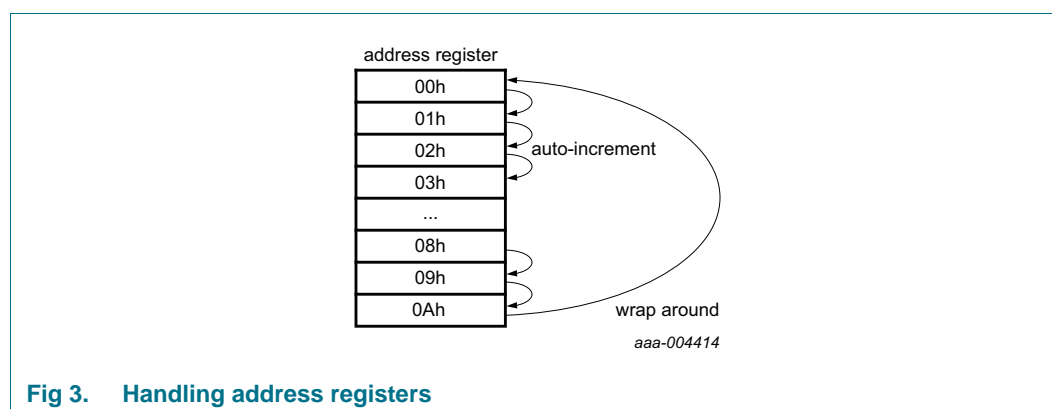 address register
00h
01h
02h
auto-increment
03h
...
08h
09h
0Ah
wrap around
aaa-004414
Fig 3. Handling address registers